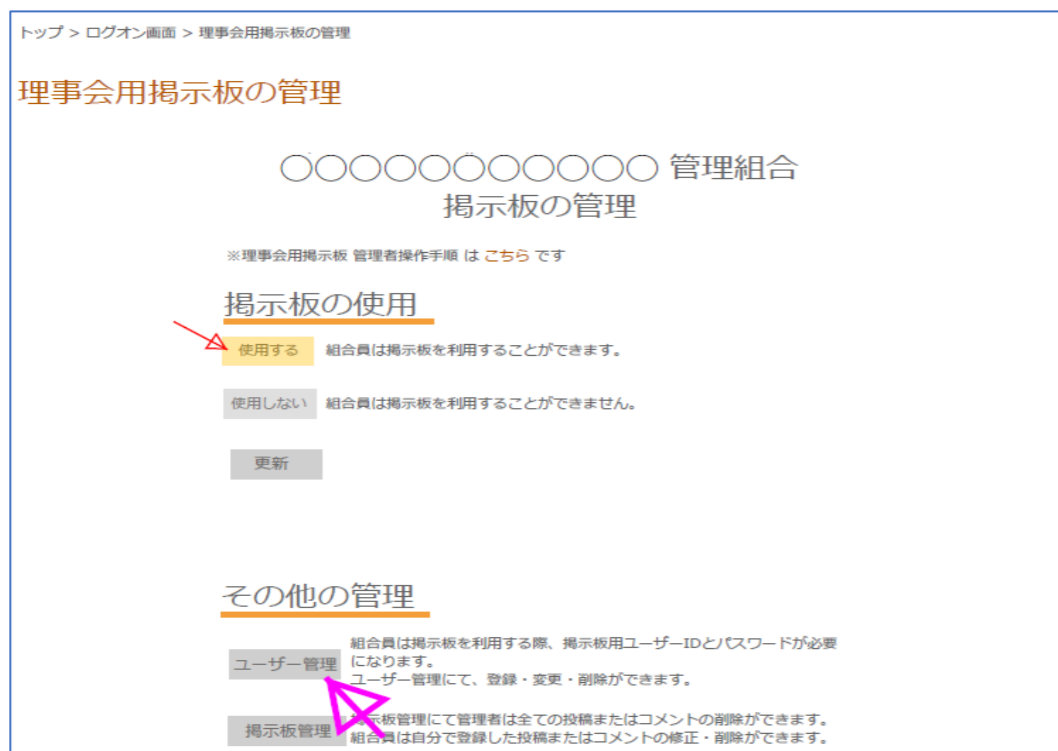 トップ > ログオン画面 > 理事会用掲示板の管理
理事会用掲示板の管理
〇〇〇〇〇〇〇〇〇〇〇 管理組合
掲示板の管理
※理事会用掲示板 管理者操作手順 は こちら です
掲示板の使用
使用する 組合員は掲示板を利用することができます。
使用しない 組合員は掲示板を利用することができません。
更新
その他の管理
組合員は掲示板を利用する際、掲示板用ユーザーIDとパスワードが必要
ユーザー管理 になります。
ユーザー管理にて、登録・変更・削除ができます。
掲示板管理にて管理者は全ての投稿またはコメントの削除ができます。
掲示板管理 組合員は自分で登録した投稿またはコメントの修正・削除ができます。